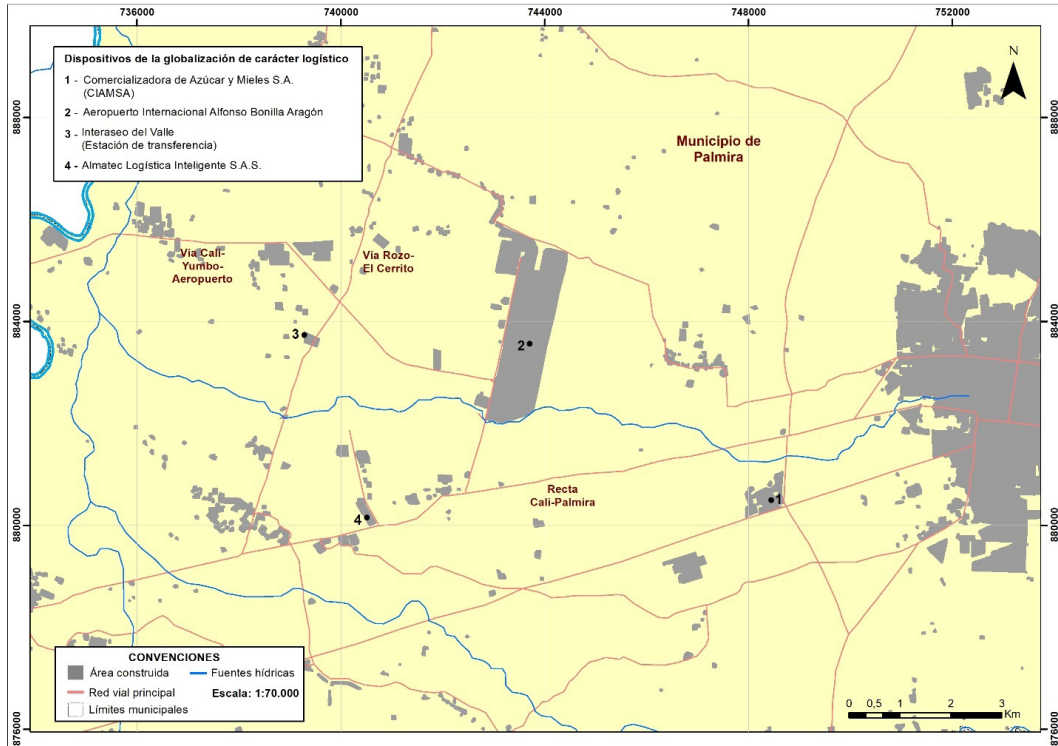 736000
740000
744000
748000
752000
Dispositivos de la globalización de carácter logístico
1 - Comercializadora de Azúcar y Mieles S.A.
(CIAMSA)
2 - Aeropuerto Internacional Alfonso Bonilla Aragón
3 - Interaseo del Valle
(Estación de transferencia)
4 - Almatec Logística Inteligente S.A.S.
N
888000
888000
Municipio de
Palmira
Via Cali-
Yumbo-
Aeropuerto
Via Rozo-
El Cerrito
884000
884000
3
2
Recta
Cali-Palmira
1
4
880000
880000
CONVENCIONES
Área construida
Fuentes hídricas
Red vial principal
Escala: 1:70.000
Límites municipales
0 0,5 1 2 3
Km
876000
876000